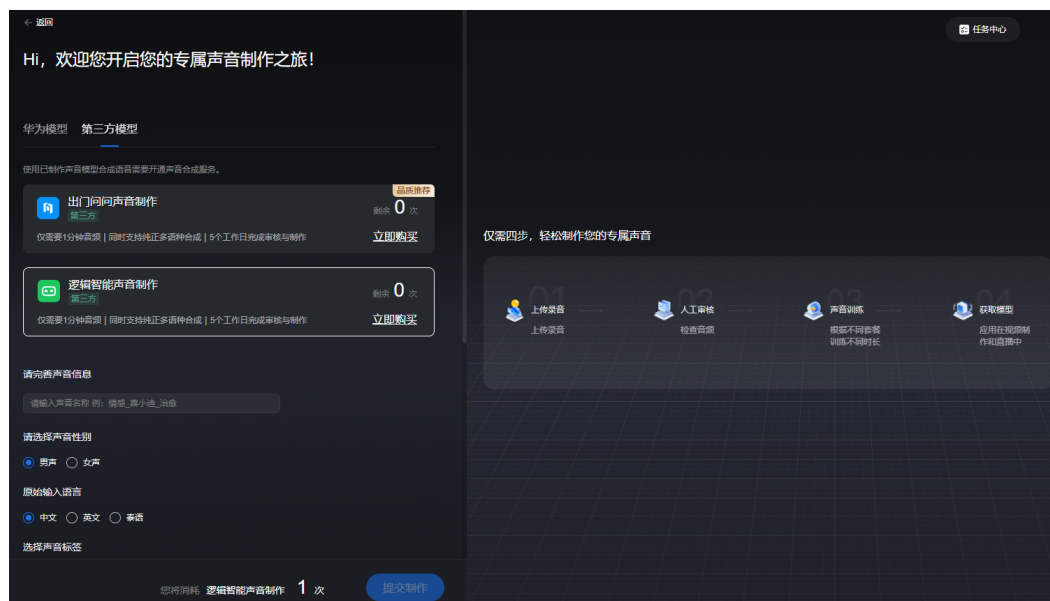 ← 返回
任务中心
Hi，欢迎您开启您的专属声音制作之旅！
华为模型 第三方模型
使用已制作声音模型合成语音需要开通声音合成服务。
品质推荐
出门问问声音制作
第三方
剩余 0 次
仅需要1分钟音频 | 同时支持纯正多语种合成 | 5个工作日完成审核与制作
立即购买
逻辑智能声音制作
第三方
剩余 0 次
仅需要1分钟音频 | 同时支持纯正多语种合成 | 5个工作日完成审核与制作
立即购买
请完善声音信息
请输入声音名称 例：情感_喜小迪_治愈
请选择声音性别
男声 女声
原始输入语言
中文 英文 泰语
选择声音标签
您将消耗 逻辑智能声音制作 1 次
提交制作
仅需四步，轻松制作您的专属声音
01
上传录音
上传录音
02
人工审核
检查音频
03
声音训练
根据不同套餐
训练不同时长
04
获取模型
应用在视频制
作和直播中